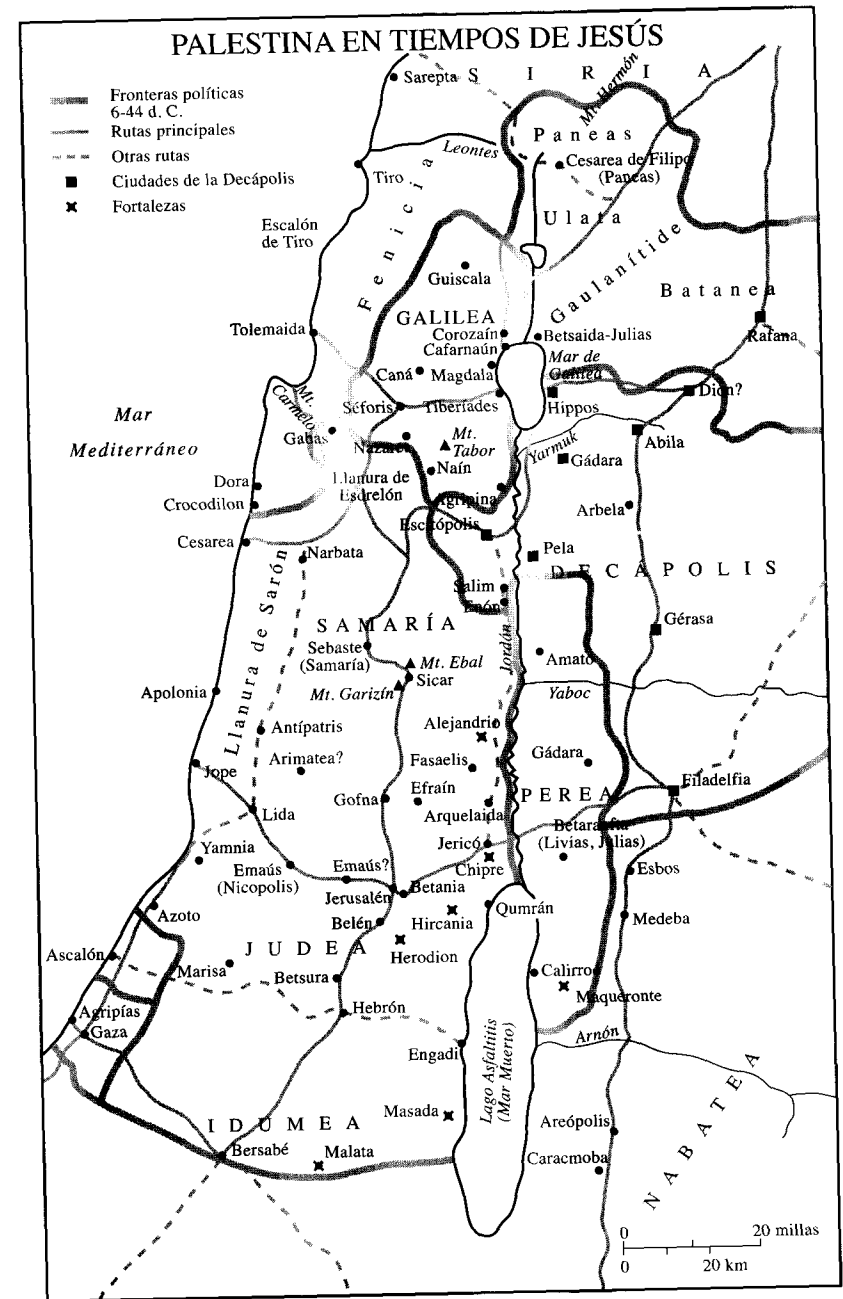 PALESTINA EN TIEMPOS DE JESÚS
Fronteras políticas
6-44 d. C.
Rutas principales
Otras rutas
Ciudades de la Decápolis
Fortalezas
Sarepta
SIRIA
Mt. Hermón
Paneas
Leontes
Cesarea de Filipo
(Paneas)
Tiro
Fenicia
Ulata
Escalón
de Tiro
Gaulanítide
Guiscala
Batanea
GALILEA
Tolemaida
Corozaín
Betsaida-Julias
Rafana
Cafarnaún
Mar de
Galilea
Caná
Magdala
Dion?
Mt.
Carmelo
Séforis
Tiberíades
Hippos
Mar
Mediterráneo
Gabas
Nazaret
Mt.
Tabor
Yarmuk
Abila
Gádara
Naín
Dora
Llanura de
Esdrelón
Crocodilon
Agripina
Arbela
Escitópolis
Cesarea
Narbata
Pela
DECÁPOLIS
Salim
Enón
Llanura de Sarón
SAMARÍA
Gérasa
Jordán
Sebaste
(Samaría)
Mt. Ebal
Amato
Sicar
Mt. Garizín
Yaboc
Apolonia
Alejandrio
Antípatris
Arimatea?
Fasaelis
Gádara
Jope
Efraín
Filadelfia
Gofna
PEREA
Lida
Arquelaida
Betaramta
(Livias, Julias)
Jericó
Yamnia
Chipre
Emaús
(Nicopolis)
Emaús?
Esbos
Jerusalén
Betania
Qumrán
Azoto
Belén
Hircania
Medeba
Herodion
Ascalón
JUDEA
Marisa
Betsura
Calirroe
Maqueronte
Agripías
Hebrón
Gaza
Arnón
Engadi
Lago Asfaltitis
(Mar Muerto)
Masada
IDUMEA
Areópolis
NABATEA
Bersabé
Malata
Caracmoba
0 20 millas
0 20 km